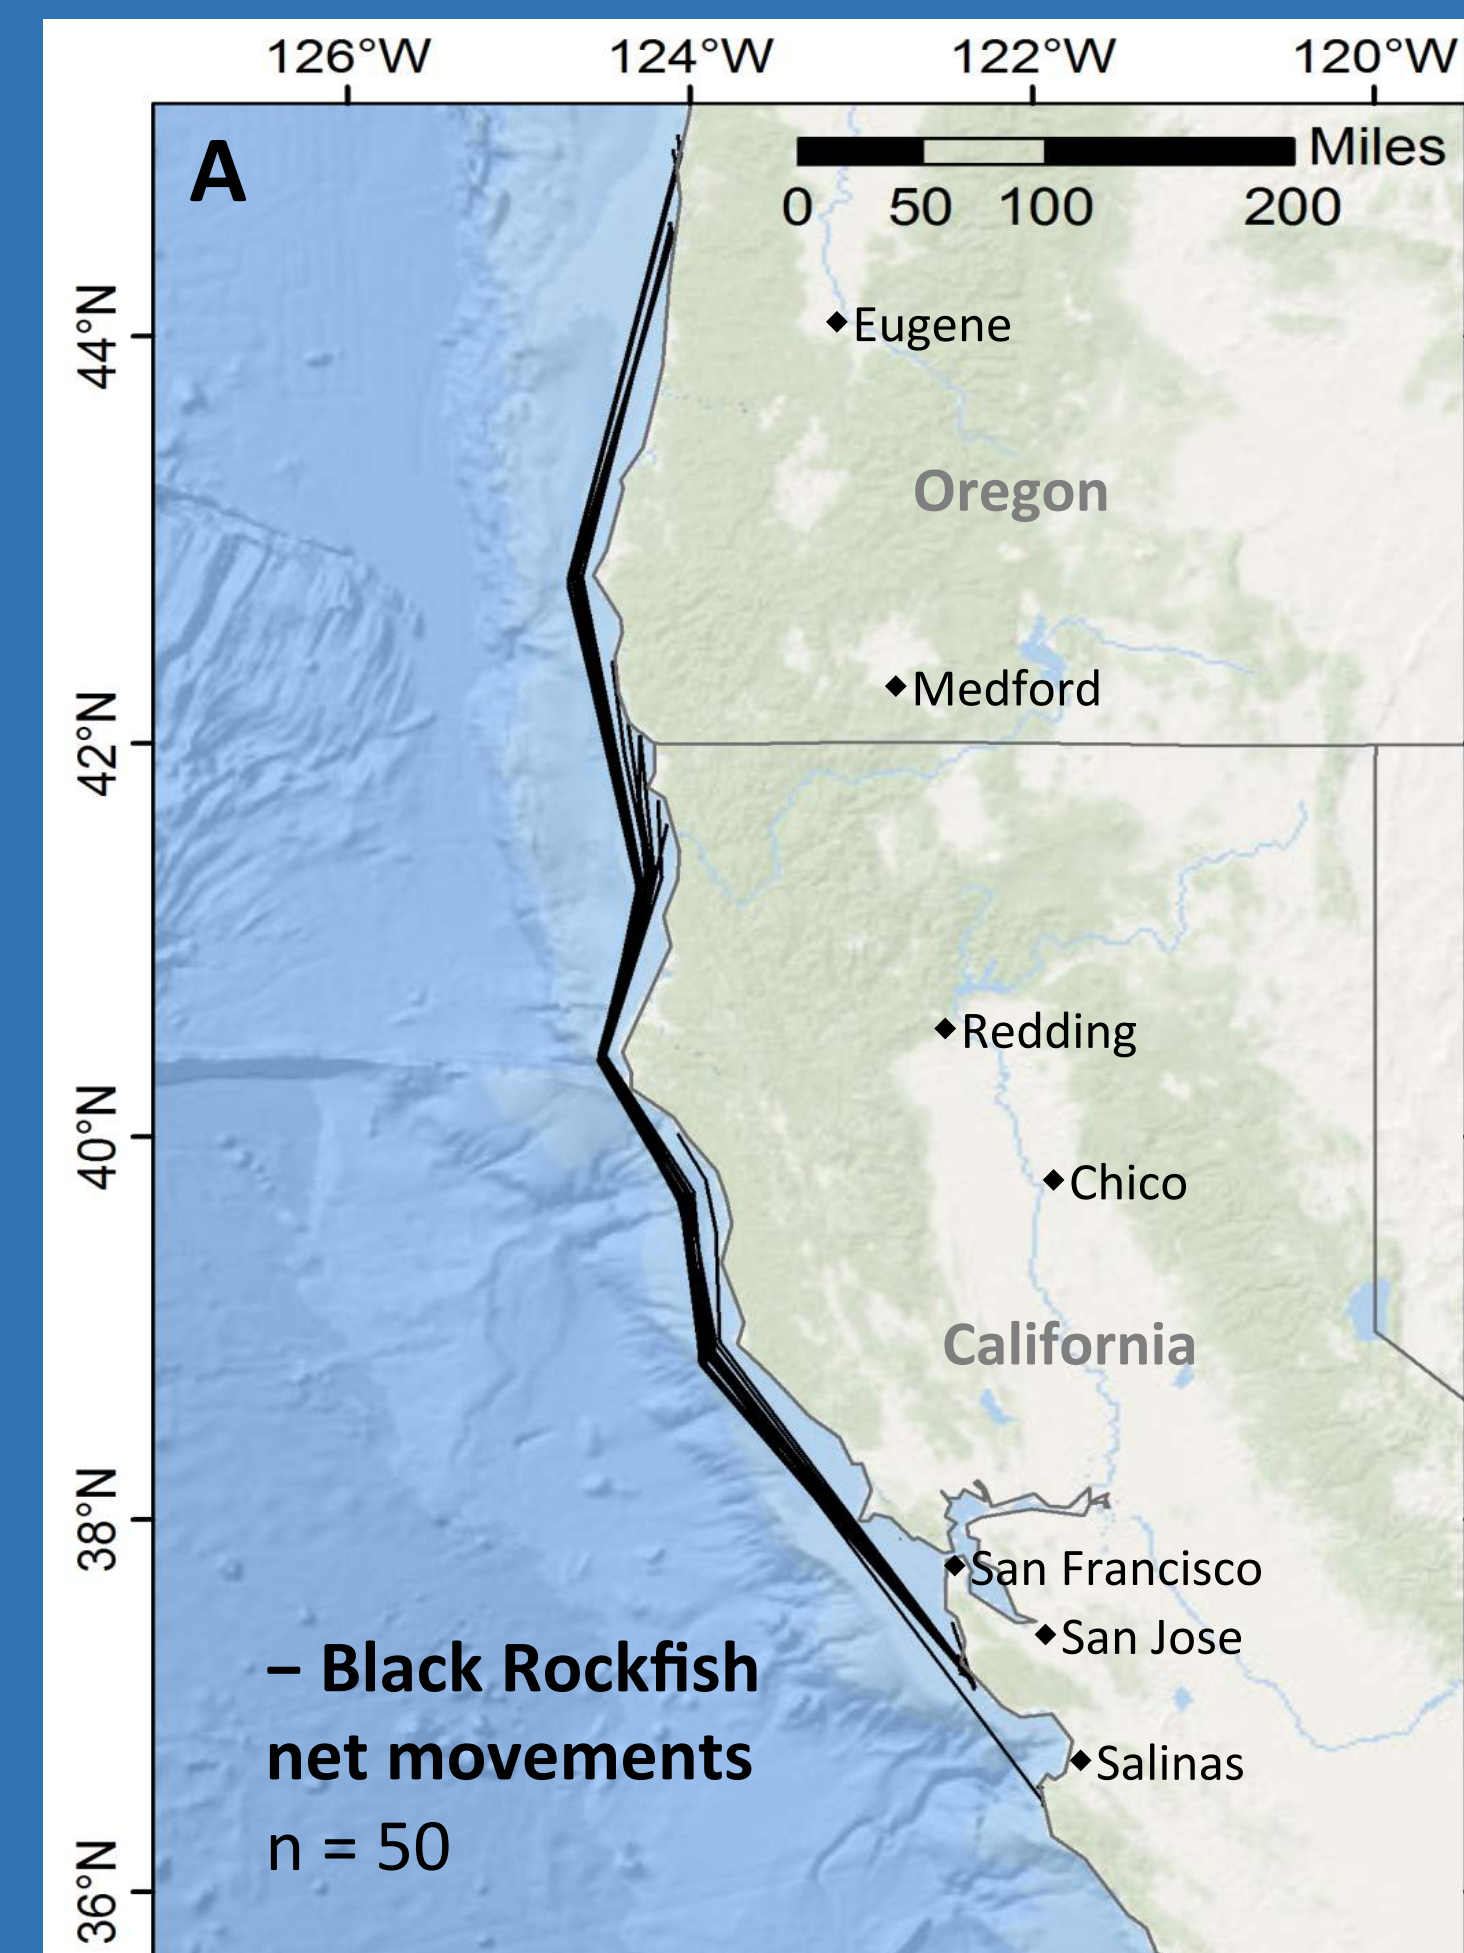 126°W 124°W 122°W 120°W
A
Miles
0 50 100 200
44°N
Eugene
Oregon
Medford
42°N
Redding
40°N
Chico
California
38°N
San Francisco
San Jose
– Black Rockfish
net movements
Salinas
n = 50
36°N